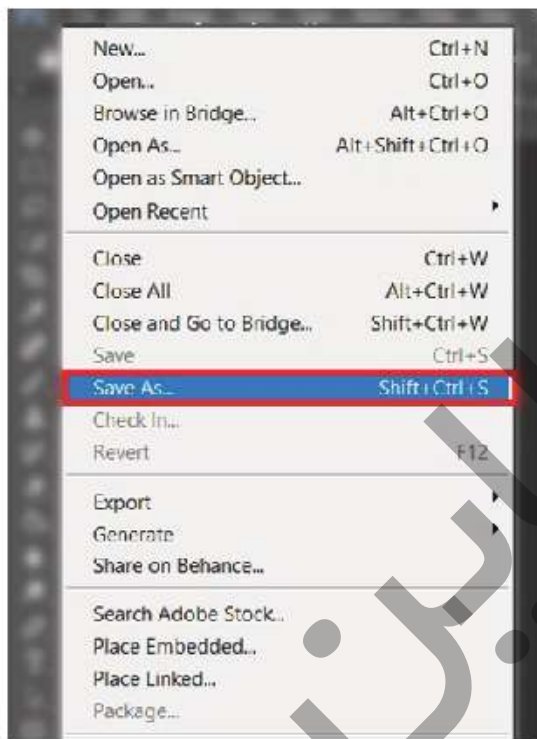 New... Ctrl+N
Open... Ctrl+O
Browse in Bridge... Alt+Ctrl+O
Open As... Alt+Shift+Ctrl+O
Open as Smart Object...
Open Recent
Close Ctrl+W
Close All Alt+Ctrl+W
Close and Go to Bridge... Shift+Ctrl+W
Save Ctrl+S
Save As... Shift+Ctrl+S
Check In...
Revert F12
Export
Generate
Share on Behance...
Search Adobe Stock...
Place Embedded...
Place Linked...
Package...